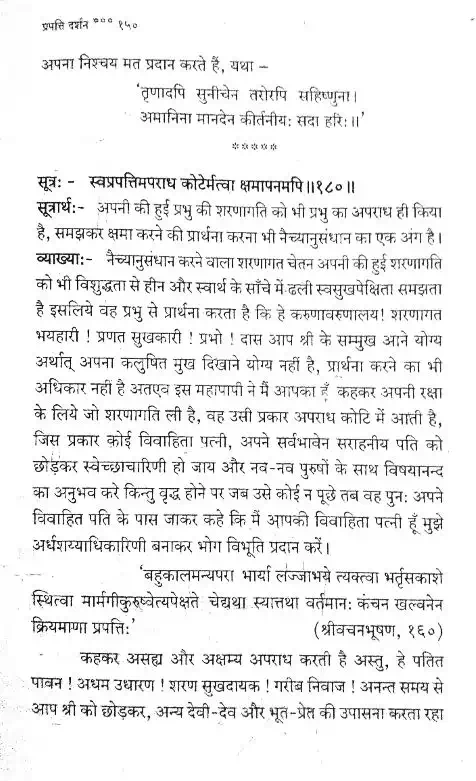 प्रपत्ति दर्शन *** १५०
अपना निश्चय मत प्रदान करते हैं, यथा –
‘तृणादपि सुनीचेन तरोरपि सहिष्णुना।
अमानिना मानदेन कीर्तनीयः सदा हरिः॥’
*****
सूत्रः- स्वप्रपत्तिमपराध कोटेर्मत्वा क्षमापनमपि॥१८०॥
सूत्रार्थः- अपनी की हुई प्रभु की शरणागति को भी प्रभु का अपराध ही किया
है, समझकर क्षमा करने की प्रार्थना करना भी नैच्यानुसंधान का एक अंग है।
व्याख्याः- नैच्यानुसंधान करने वाला शरणागत चेतन अपनी की हुई शरणागति
को भी विशुद्धता से हीन और स्वार्थ के साँचे में ढली स्वसुखपेक्षिता समझता
है इसलिये वह प्रभु से प्रार्थना करता है कि हे करुणावरुणालय! शरणागत
भयहारी ! प्रणत सुखकारी ! प्रभो ! दास आप श्री के सम्मुख आने योग्य
अर्थात् अपना कलुषित मुख दिखाने योग्य नहीं है, प्रार्थना करने का भी
अधिकार नहीं है अतएव इस महापापी ने मैं आपका हूँ कहकर अपनी रक्षा
के लिये जो शरणागति ली है, वह उसी प्रकार अपराध कोटि में आती है,
जिस प्रकार कोई विवाहिता पत्नी, अपने सर्वभावेन सराहनीय पति को
छोड़कर स्वेच्छाचारिणी हो जाय और नव-नव पुरुषों के साथ विषयानन्द
का अनुभव करे किन्तु वृद्ध होने पर जब उसे कोई न पूछे तब वह पुनः अपने
विवाहित पति के पास जाकर कहे कि मैं आपकी विवाहिता पत्नी हूँ मुझे
अर्धशय्याधिकारिणी बनाकर भोग विभूति प्रदान करें।
‘बहुकालमन्यपरा भार्या लज्जाभये त्यक्त्वा भर्तृसकाशे
स्थित्वा मार्मगीकुरुष्वेत्यपेक्षते चेद्यथा स्यात्तथा वर्तमानः कंचन खल्वनेन
क्रियमाणा प्रपत्तिः’ (श्रीवचनभूषण, १६०)
कहकर असह्य और अक्षम्य अपराध करती है अस्तु, हे पतित
पावन ! अधम उधारण ! शरण सुखदायक ! गरीब निवाज ! अनन्त समय से
आप श्री को छोड़कर, अन्य देवी-देव और भूत-प्रेत की उपासना करता रहा